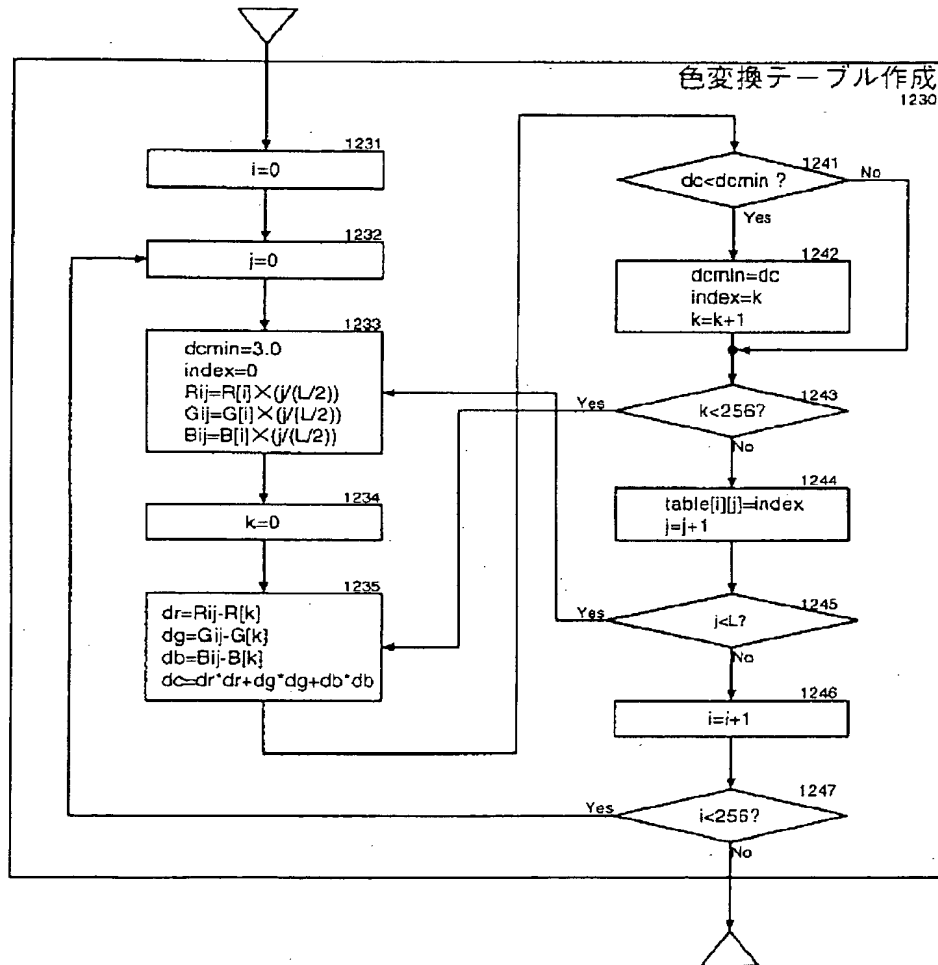 色変換テーブル作成
1230
1231
i=0
1232
j=0
1233
dcmin=3.0
index=0
Rij=R[i]×(j/(L/2))
Gij=G[i]×(j/(L/2))
Bij=B[i]×(j/(L/2))
1234
k=0
1235
dr=Rij-R[k]
dg=Gij-G[k]
db=Bij-B[k]
dc=dr*dr+dg*dg+db*db
1241
dc<dcmin ?
No
Yes
1242
dcmin=dc
index=k
k=k+1
1243
Yes
k<256?
No
1244
table[i][j]=index
j=j+1
1245
Yes
j<L?
No
1246
i=i+1
1247
Yes
i<256?
No